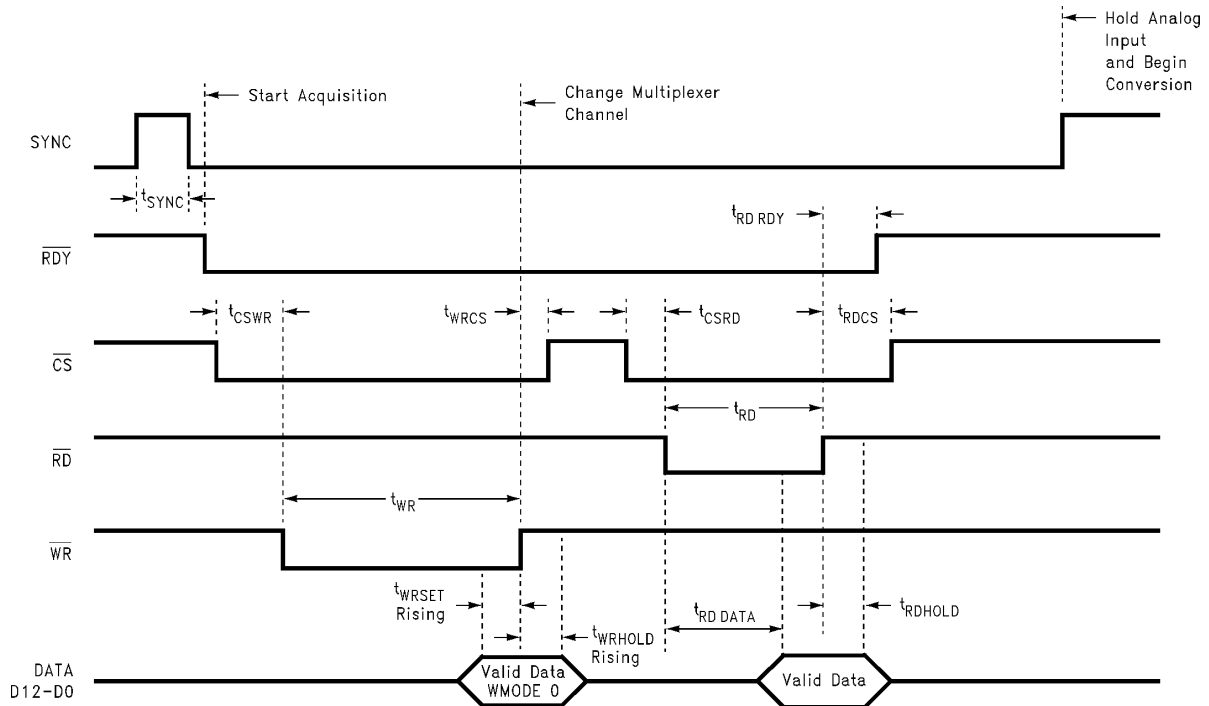 Hold Analog
Input
and Begin
Conversion
Start Acquisition
Change Multiplexer
Channel
SYNC
tSYNC
tRD RDY
RDY
tCSWR
tWRCS
tCSRD
tRDCS
CS
tRD
RD
tWR
WR
tWRSET
Rising
tWRHOLD
Rising
tRD DATA
tRDHOLD
DATA
D12-D0
Valid Data
WMODE 0
Valid Data